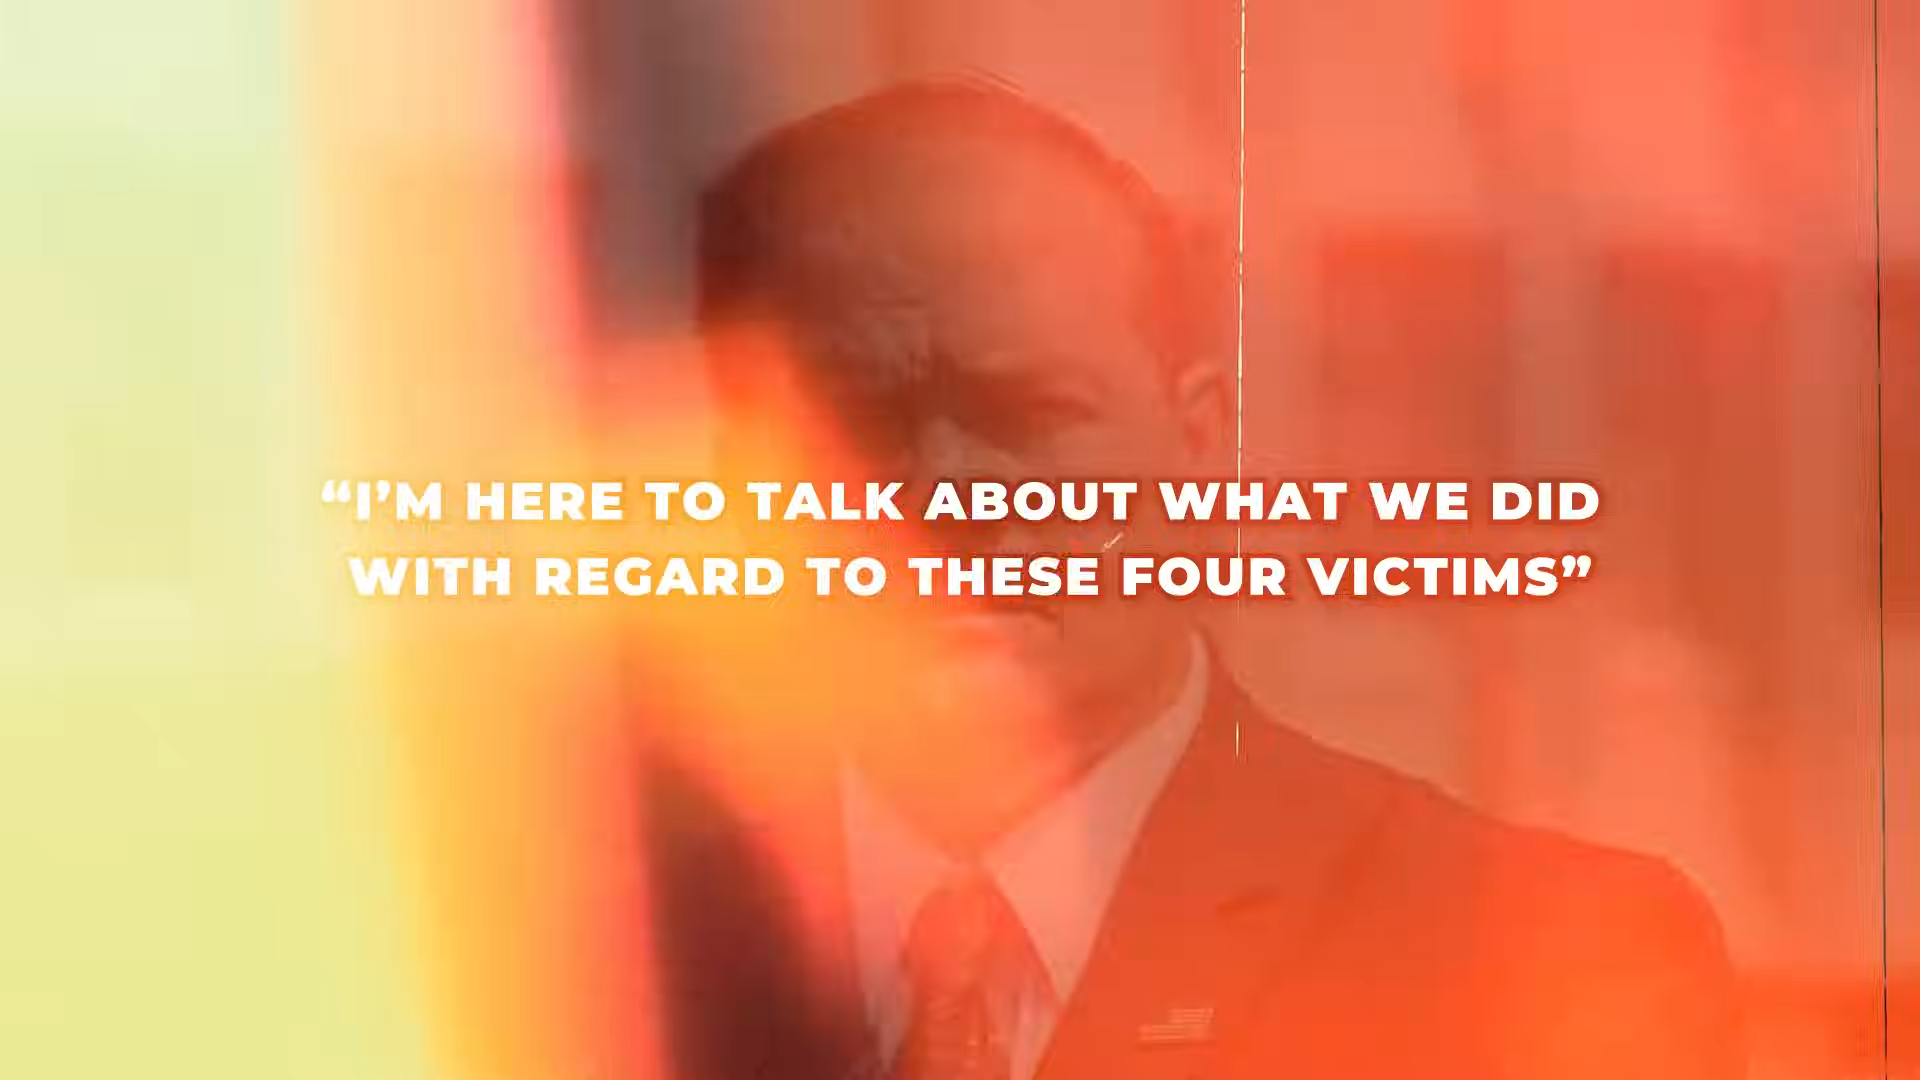 “I’M HERE TO TALK ABOUT WHAT WE DID
WITH REGARD TO THESE FOUR VICTIMS”